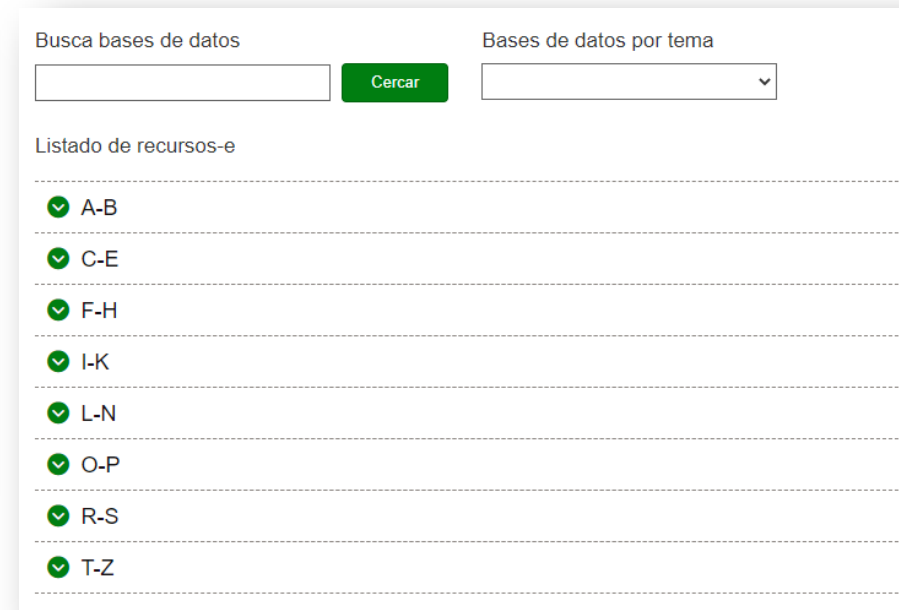 Busca bases de datos
Bases de datos por tema
Cercar
Listado de recursos-e
A-B
C-E
F-H
I-K
L-N
O-P
R-S
T-Z